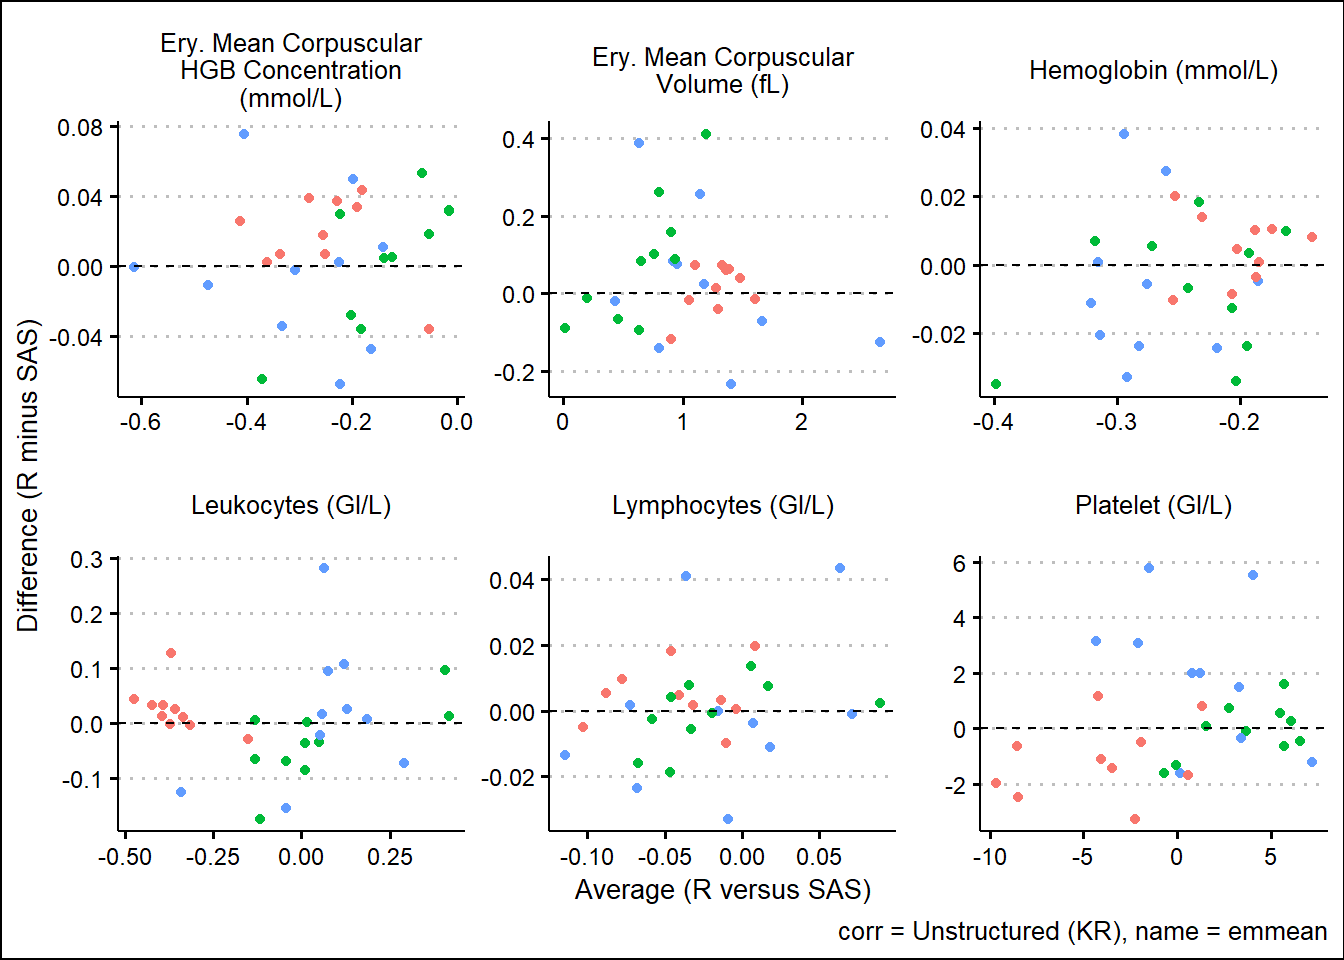 Ery. Mean Corpuscular
HGB Concentration
(mmol/L)
Ery. Mean Corpuscular
Volume (fL)
Hemoglobin (mmol/L)
0.08
0.04
0.00
-0.04
-0.6 -0.4 -0.2 0.0
0.4
0.2
0.0
-0.2
0 1 2
0.04
0.02
0.00
-0.02
-0.4 -0.3 -0.2
Difference (R minus SAS)
Leukocytes (GI/L)
Lymphocytes (GI/L)
Platelet (GI/L)
0.3
0.2
0.1
0.0
-0.1
-0.50 -0.25 0.00 0.25
0.04
0.02
0.00
-0.02
-0.10 -0.05 0.00 0.05
6
4
2
0
-2
-10 -5 0 5
Average (R versus SAS)
corr = Unstructured (KR), name = emmean